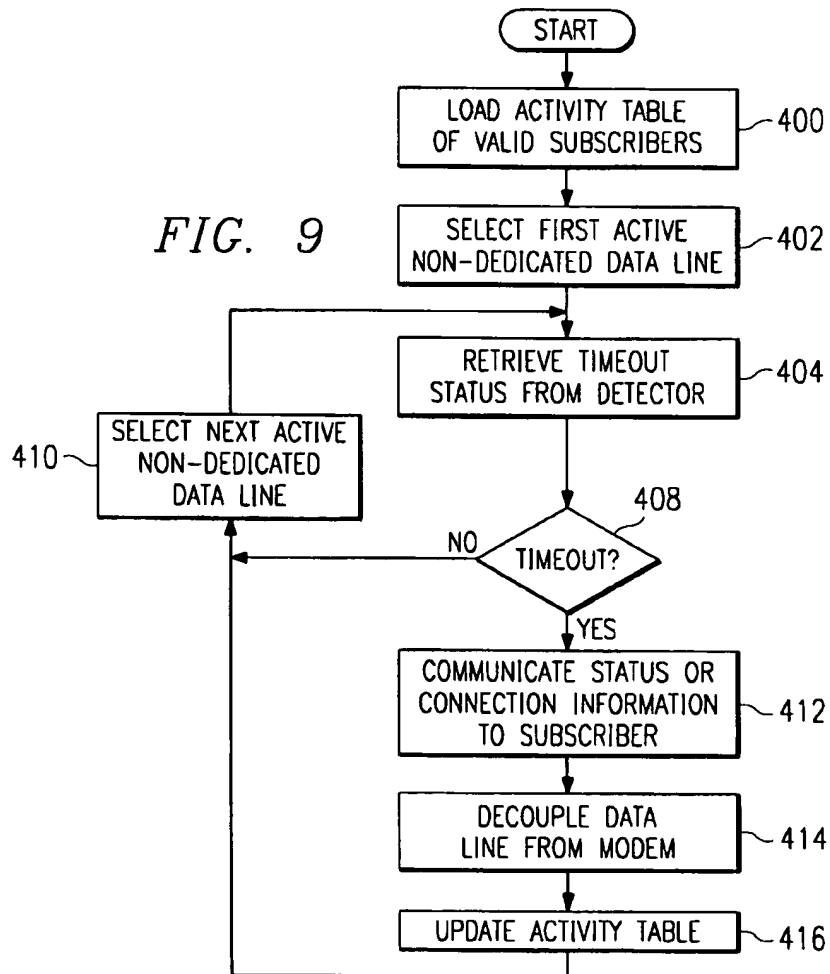 START
LOAD ACTIVITY TABLE
OF VALID SUBSCRIBERS
400
FIG. 9
SELECT FIRST ACTIVE
NON-DEDICATED DATA LINE
402
RETRIEVE TIMEOUT
STATUS FROM DETECTOR
404
410
SELECT NEXT ACTIVE
NON-DEDICATED
DATA LINE
408
NO
TIMEOUT?
YES
COMMUNICATE STATUS OR
CONNECTION INFORMATION
TO SUBSCRIBER
412
DECOUPLE DATA
LINE FROM MODEM
414
UPDATE ACTIVITY TABLE
416